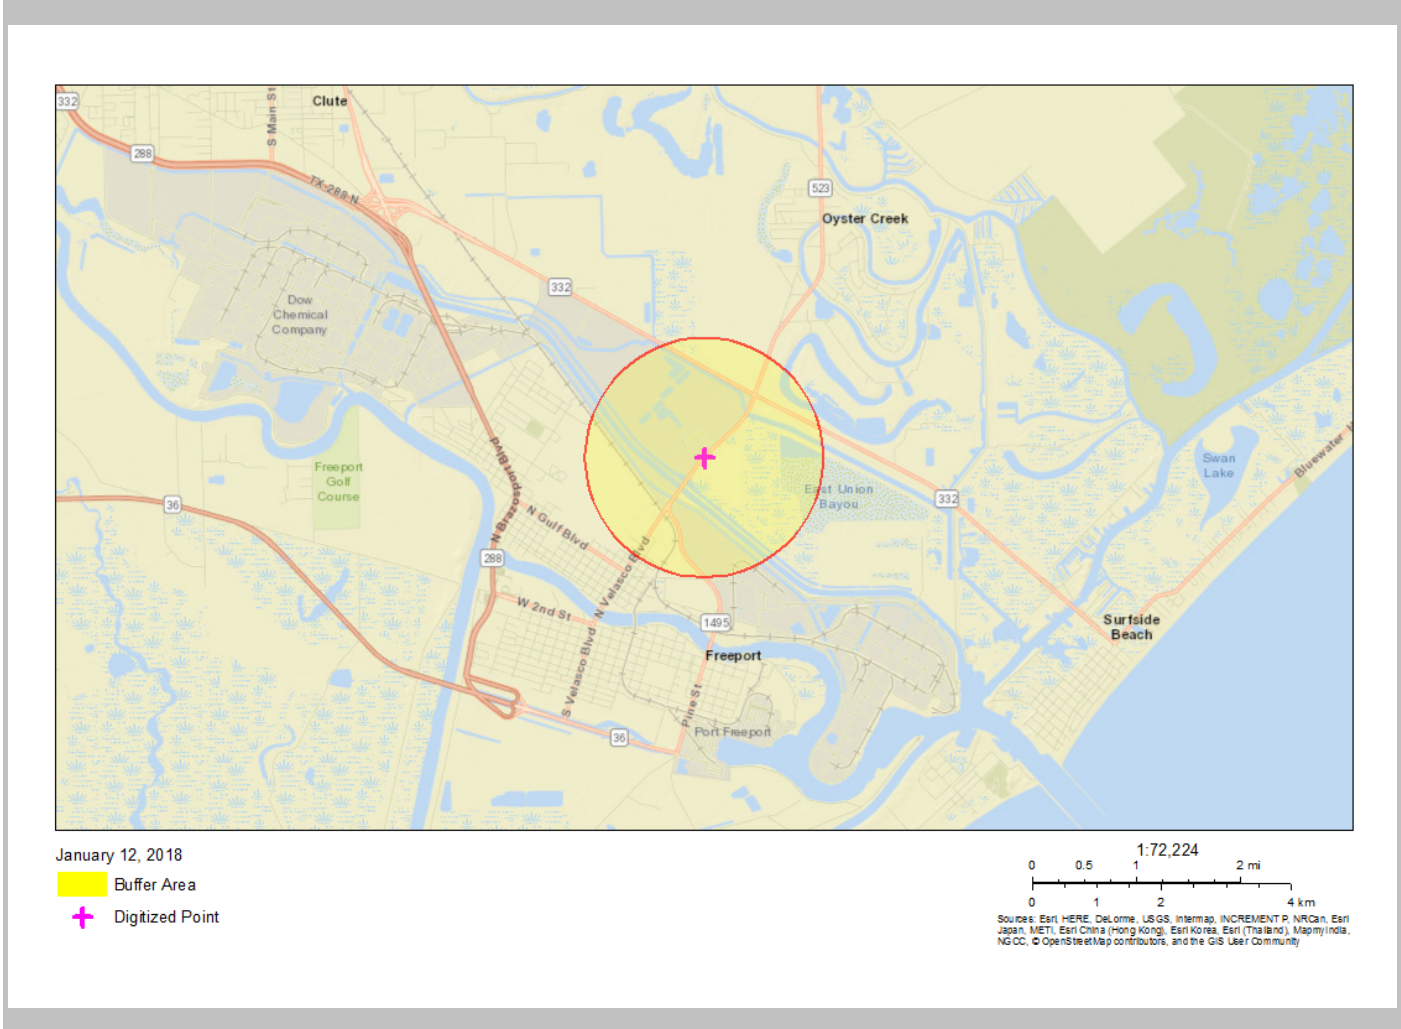 332
Clute
S Main St
288
TX-288-N
523
Oyster Creek
332
Dow
Chemical
Company
Freeport
Golf
Course
36
N Brazosport Blvd
N Gulf Blvd
288
W 2nd St
N Velasco Blvd
S Velasco Blvd
East Union
Bayou
332
Swan
Lake
Bluewater H
1495
Freeport
Surfside
Beach
Pine St
Port Freeport
36
January 12, 2018
Buffer Area
Digitized Point
1:72,224
0 0.5 1 2 mi
0 1 2 4 km
Sources: Esri, HERE, DeLorme, USGS, Intermap, INCREMENT P, NRCan, Esri
Japan, METI, Esri China (Hong Kong), Esri Korea, Esri (Thailand), MapmyIndia,
NGCC, © OpenStreetMap contributors, and the GIS User Community